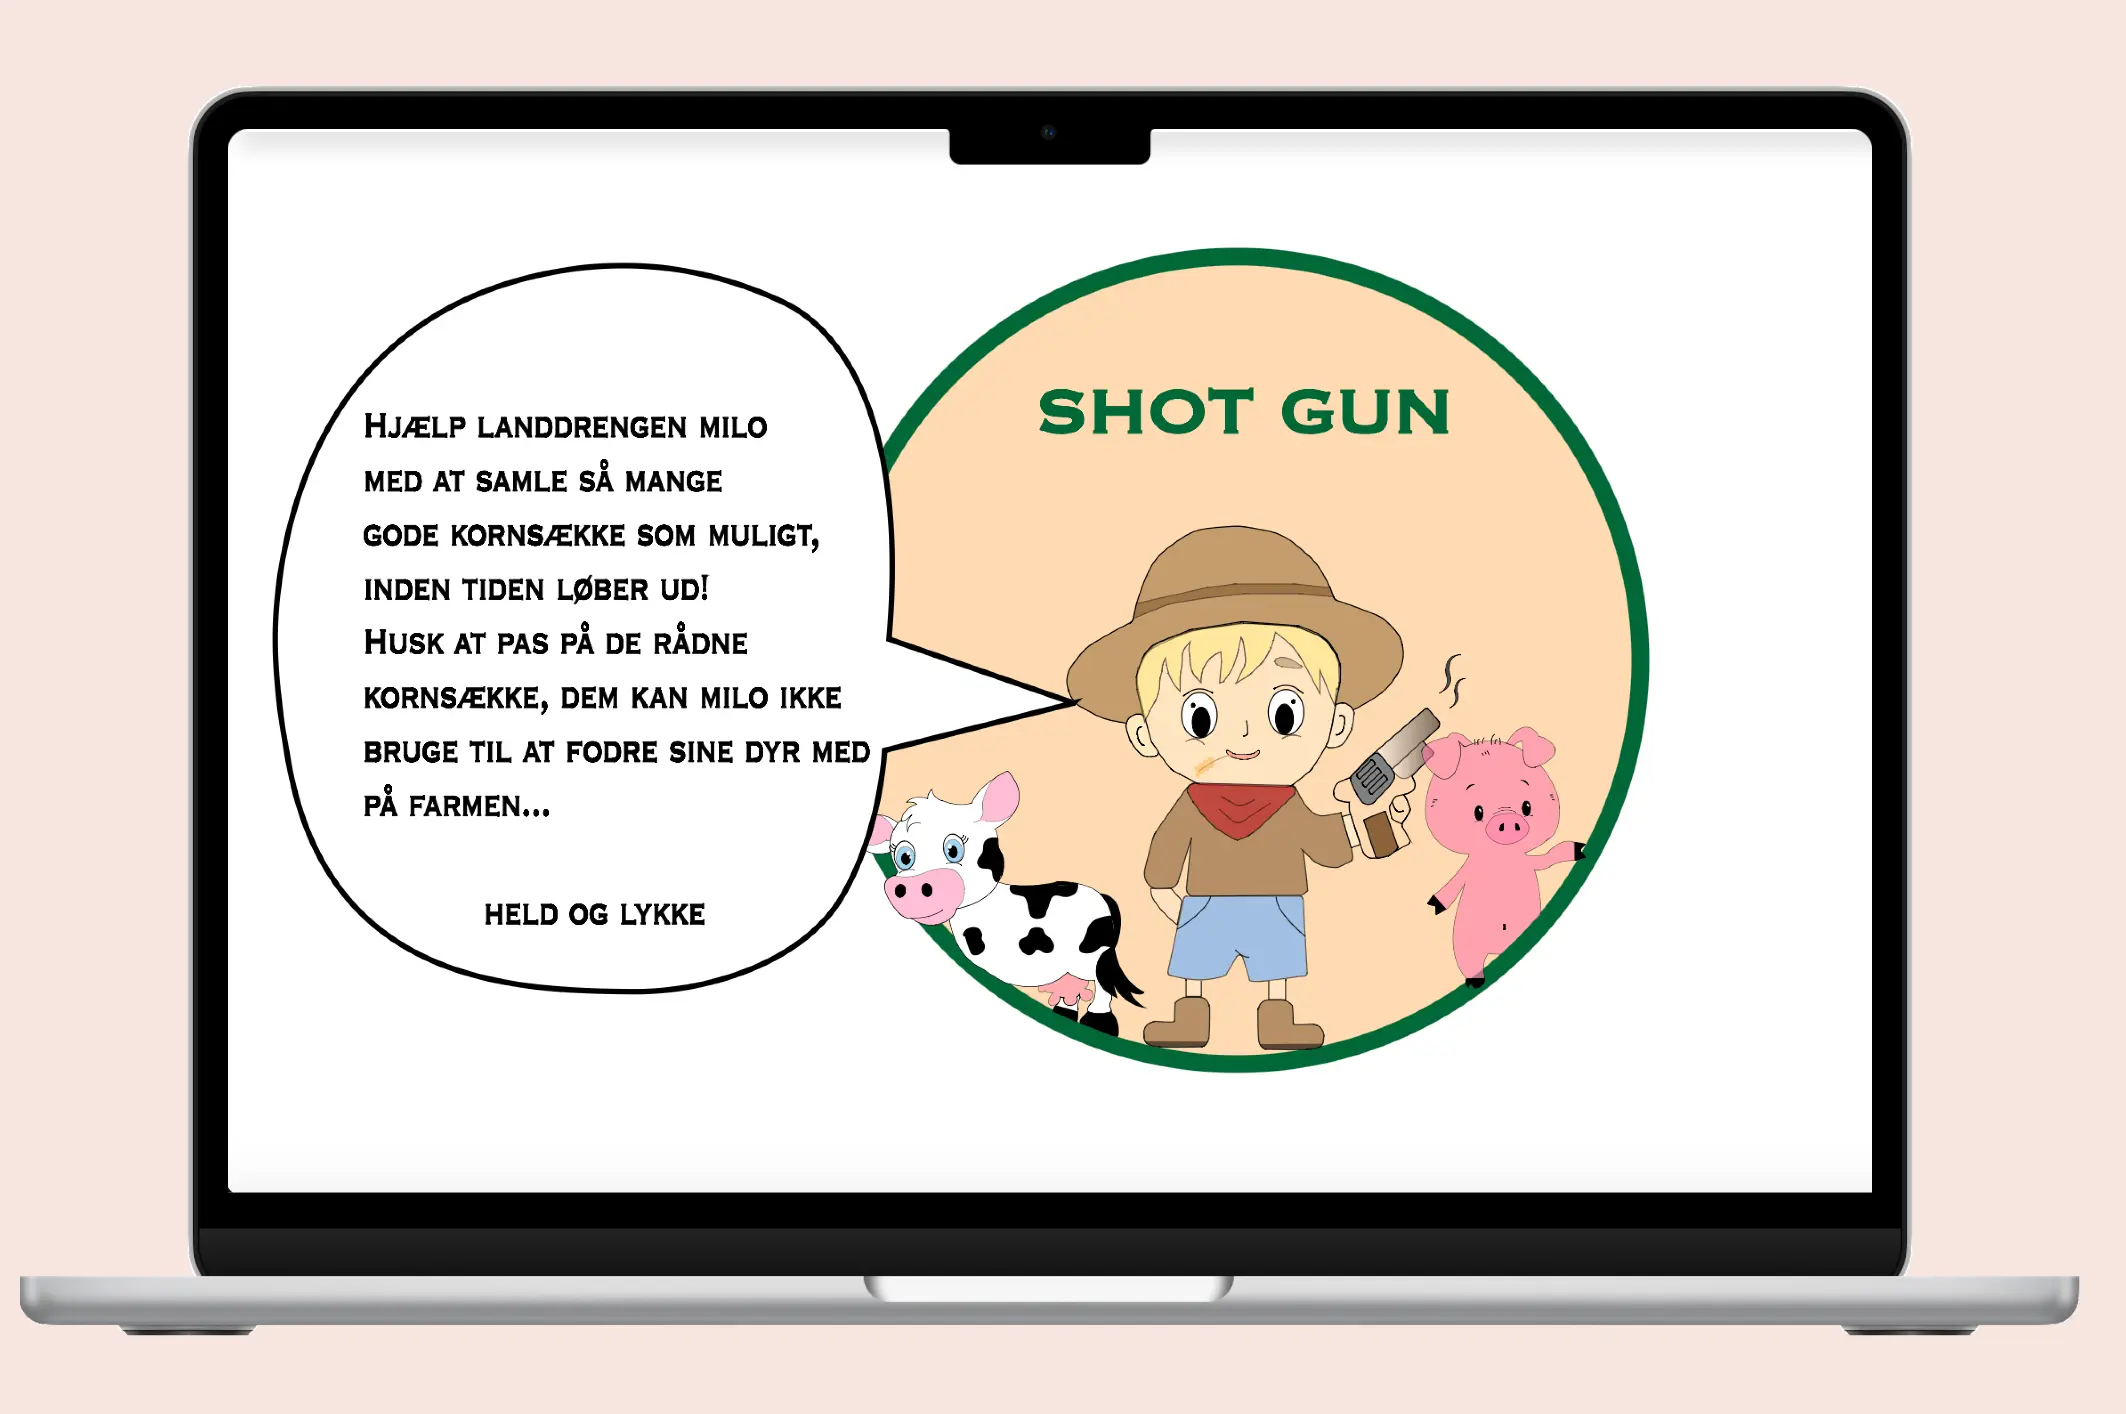 Hjælp landdrengen milo
med at samle så mange
gode kornsække som muligt,
inden tiden løber ud!
Husk at pas på de rådne
kornsække, dem kan milo ikke
bruge til at fodre sine dyr med
på farmen...
held og lykke
SHOT GUN